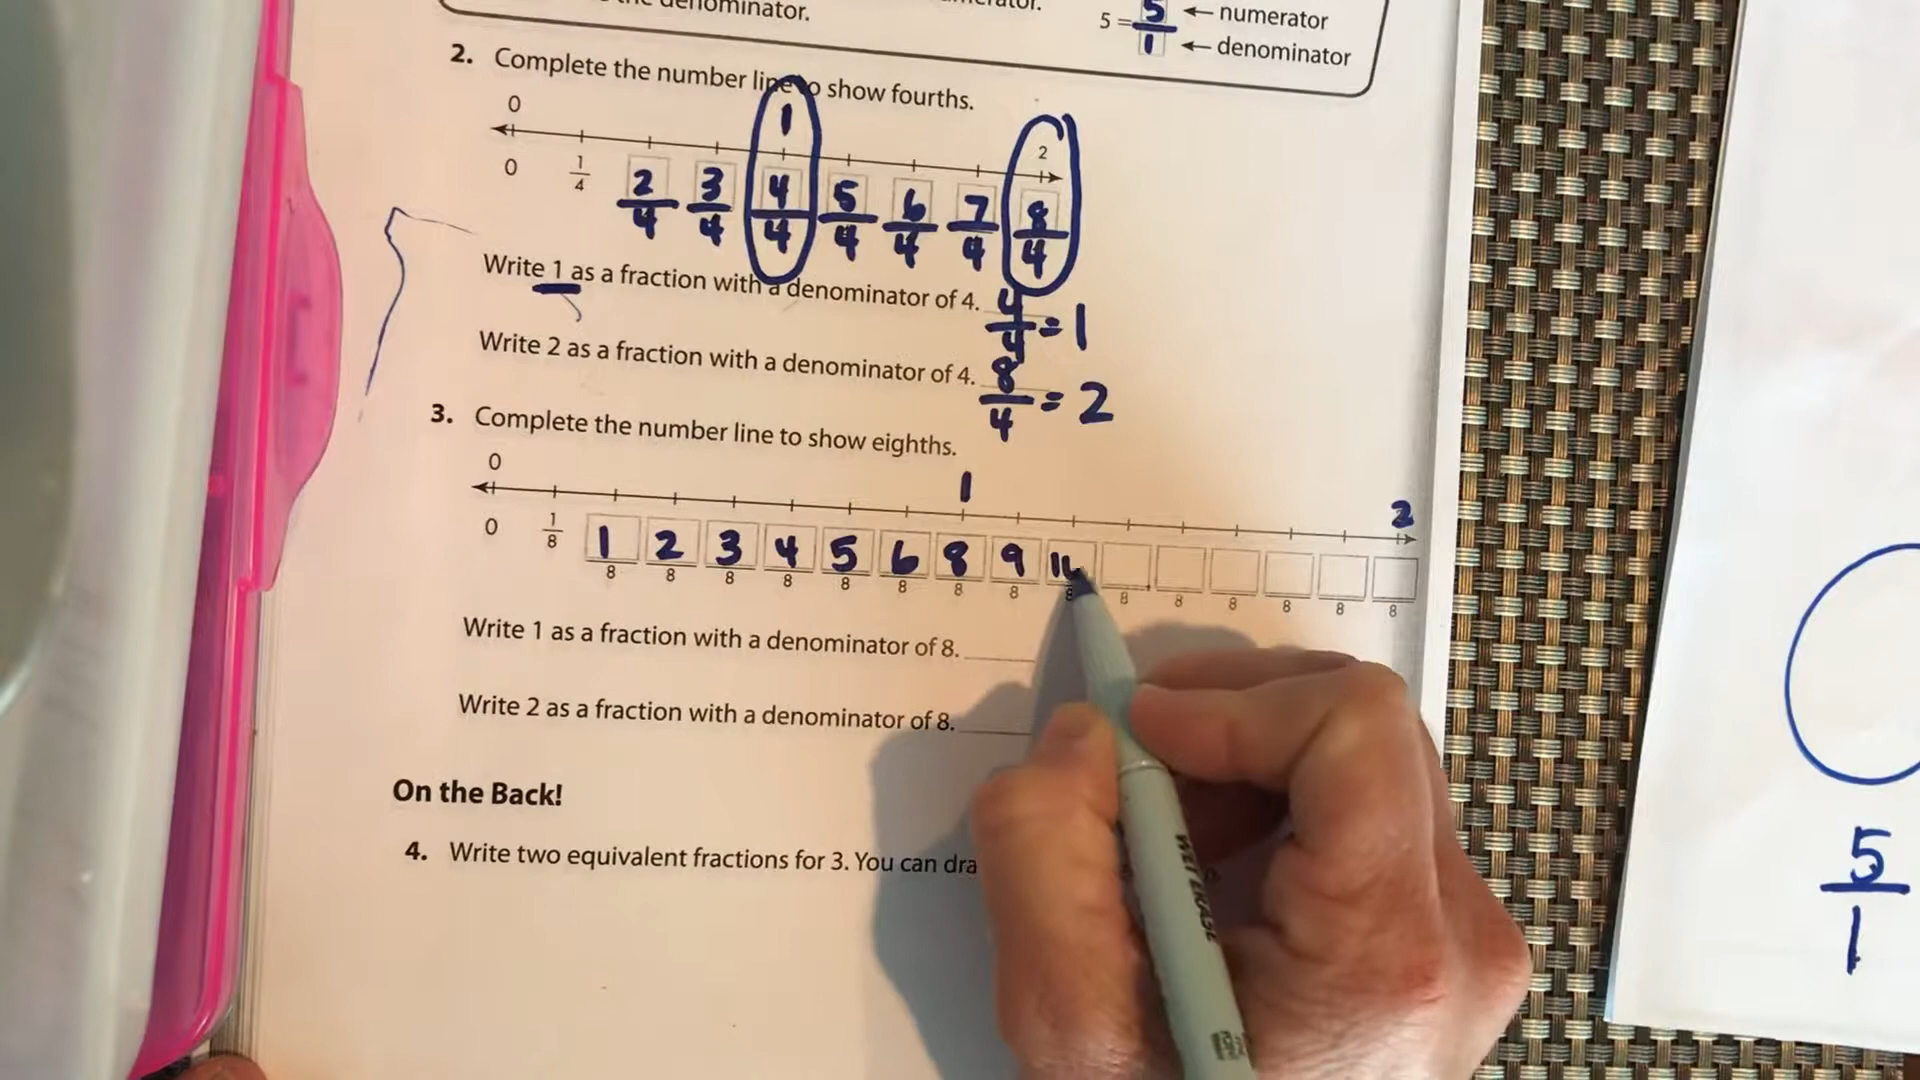 the denominator.
5 = 5/1 ← numerator
← denominator
2. Complete the number line to show fourths.
0 1 2
0 1/4 2/4 3/4 4/4 5/4 6/4 7/4 8/4
Write 1 as a fraction with a denominator of 4. 4/4 = 1
Write 2 as a fraction with a denominator of 4. 8/4 = 2
3. Complete the number line to show eighths.
0 1 2
0 1/8 1/8 2/8 3/8 4/8 5/8 6/8 8/8 9/8 10/8 8 8 8 8 8 8
Write 1 as a fraction with a denominator of 8.
Write 2 as a fraction with a denominator of 8.
On the Back!
4. Write two equivalent fractions for 3. You can dra
WET ERASE
5/1